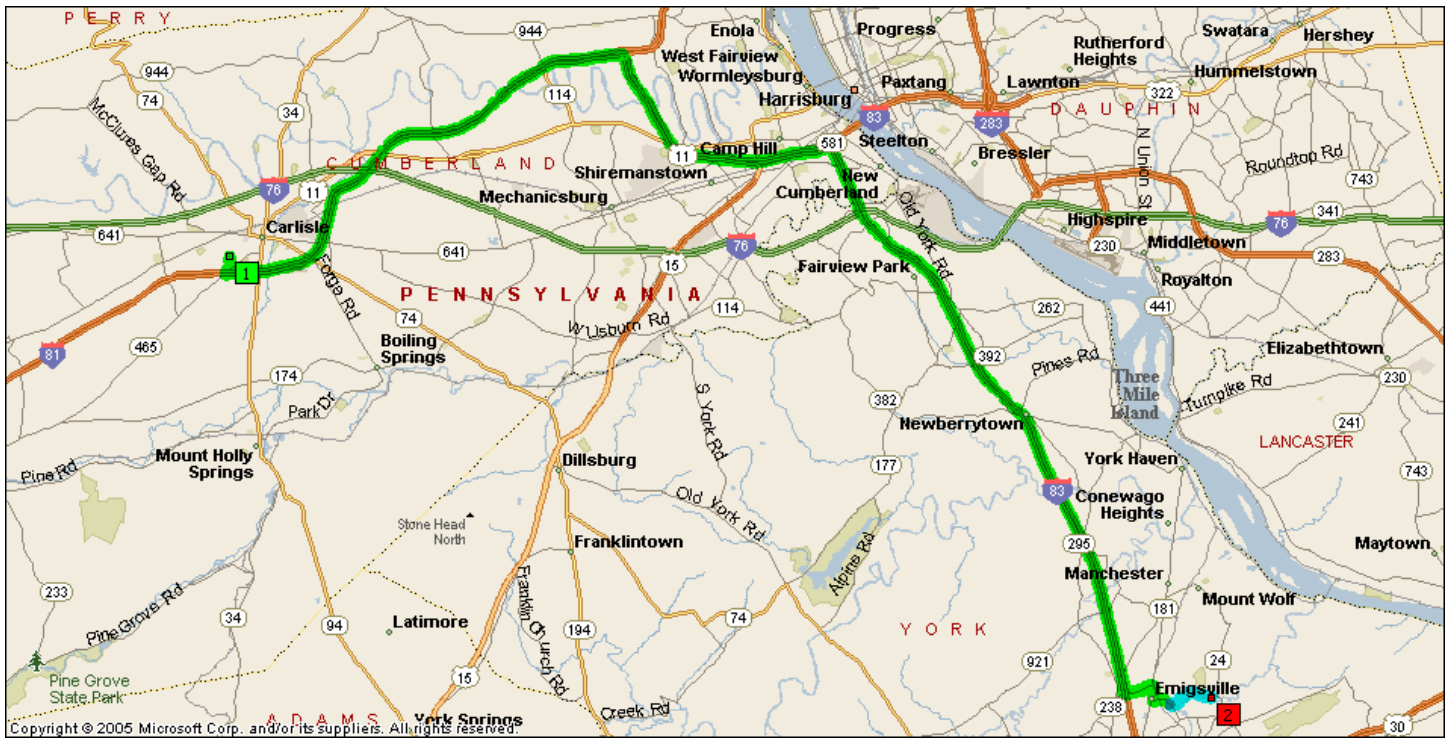 PERRY
944
Enola
Progress
Swatara
Hershey
West Fairview
Rutherford
Heights
944
Wormleysburg
Paxtang
Lawnton
Hummelstown
74
34
114
Harrisburg
322
McClures Gap Rd
83
283
DAUPHIN
N Union St
CUMBERLAND
11
Camp Hill
581
Steelton
Bressler
Roundtop Rd
Shiremanstown
New
Cumberland
743
76
11
Mechanicsburg
Old York Rd
Highspire
341
76
Carlisle
641
641
76
230
Middletown
283
1
Forge Rd
15
Fairview Park
Royalton
PENNSYLVANIA
114
262
441
74
Wlisburn Rd
81
465
Boiling
Springs
392
Pines Rd
Elizabethtown
174
Three
Mile
Island
Turnpike Rd
230
Park Dr
S York Rd
382
241
Newberrytown
LANCASTER
Mount Holly
Springs
Dillsburg
177
York Haven
743
Pine Rd
83
Conewago
Heights
Old York Rd
Stone Head
North
Franklintown
Alpine Rd
295
Maytown
Manchester
233
Pine Grove Rd
Franklin Church Rd
Mount Wolf
34
94
Latimore
194
74
181
YORK
921
24
15
Pine Grove
State Park
Emigsville
Creek Rd
238
2
ADAMS
York Springs
30
Copyright © 2005 Microsoft Corp. and/or its suppliers. All rights reserved.